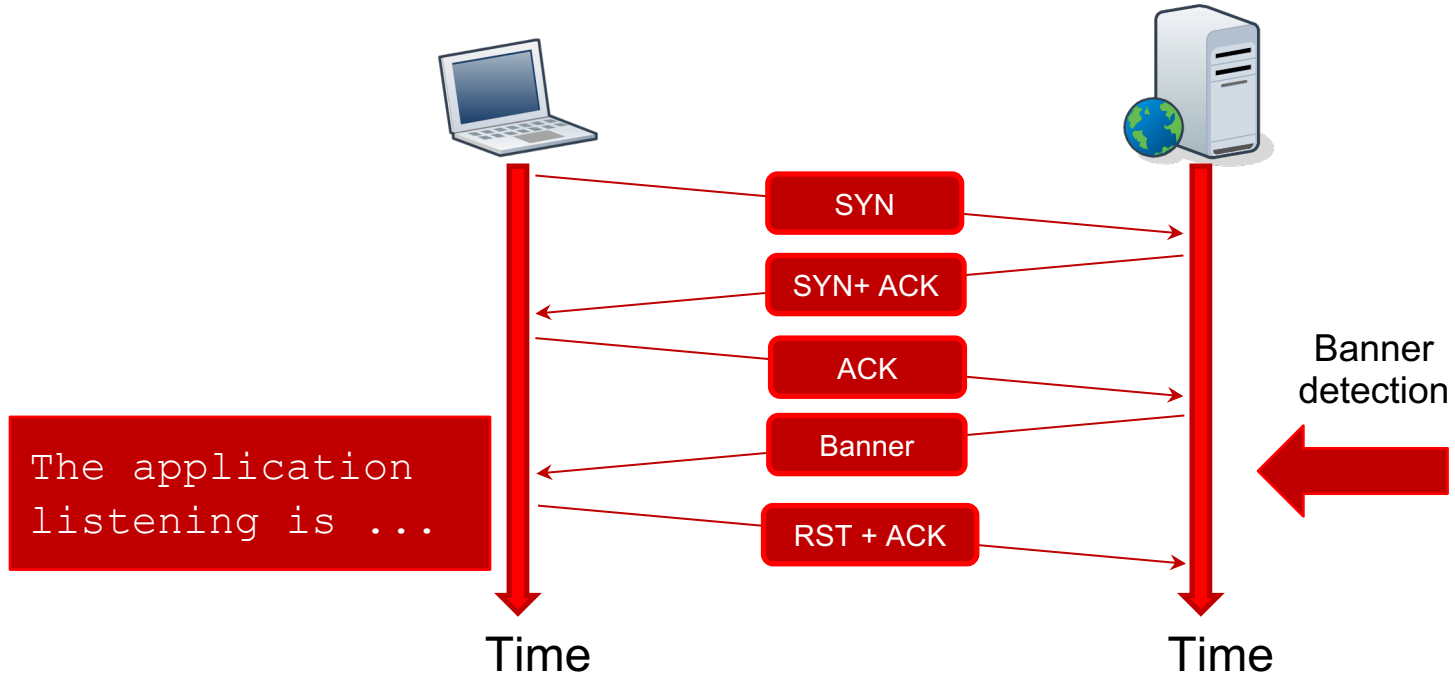 SYN
SYN+ ACK
ACK
Banner
detection
Banner
The application
listening is ...
RST + ACK
Time
Time